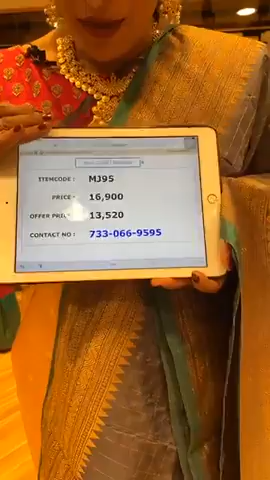 ITEMCODE : MJ95
PRICE : 16,900
OFFER PRICE : 13,520
CONTACT NO : 733-066-9595